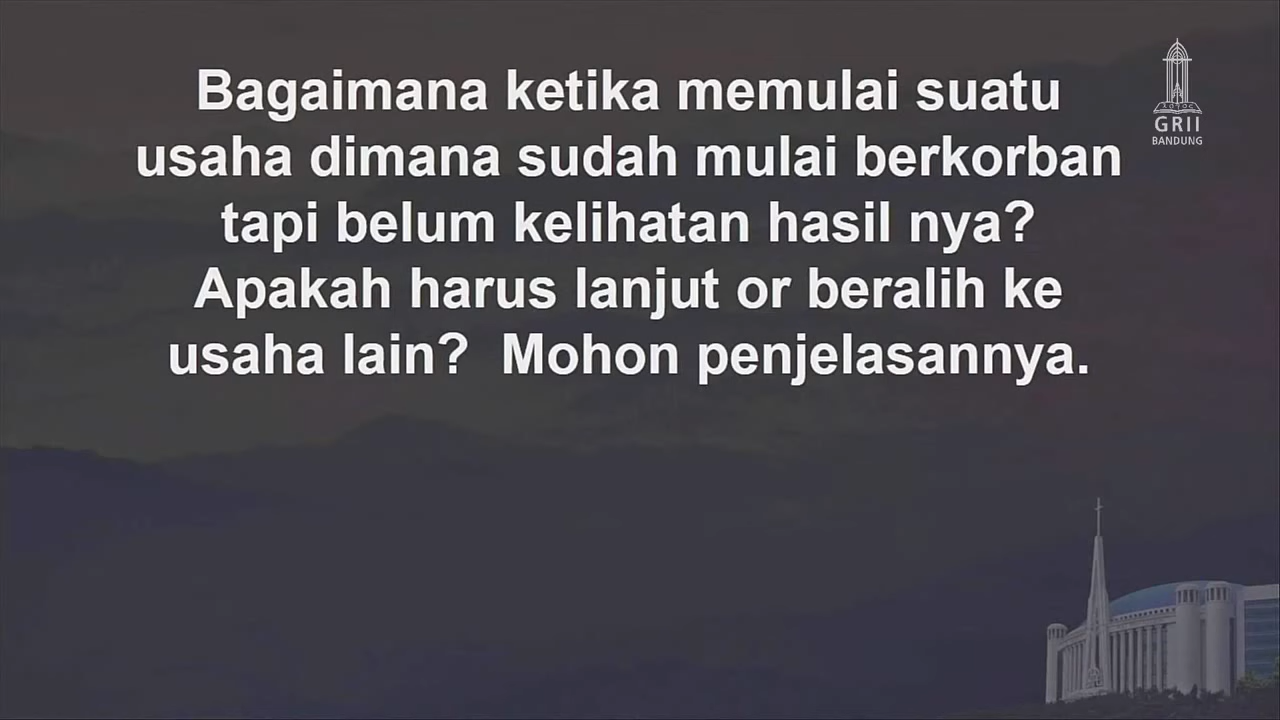 Bagaimana ketika memulai suatu
usaha dimana sudah mulai berkorban
tapi belum kelihatan hasil nya?
Apakah harus lanjut or beralih ke
usaha lain?  Mohon penjelasannya.
GRII
BANDUNG